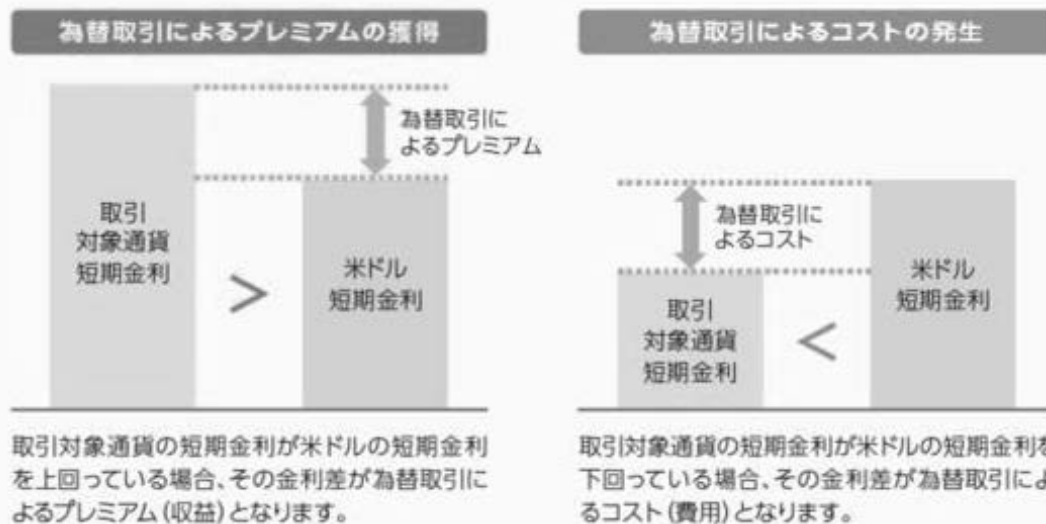 為替取引によるプレミアムの獲得
為替取引に
よるプレミアム
取引
対象通貨
短期金利
>
米ドル
短期金利
取引対象通貨の短期金利が米ドルの短期金利
を上回っている場合、その金利差が為替取引に
よるプレミアム(収益)となります。
為替取引によるコストの発生
為替取引に
よるコスト
取引
対象通貨
短期金利
<
米ドル
短期金利
取引対象通貨の短期金利が米ドルの短期金利を
下回っている場合、その金利差が為替取引によ
るコスト(費用)となります。